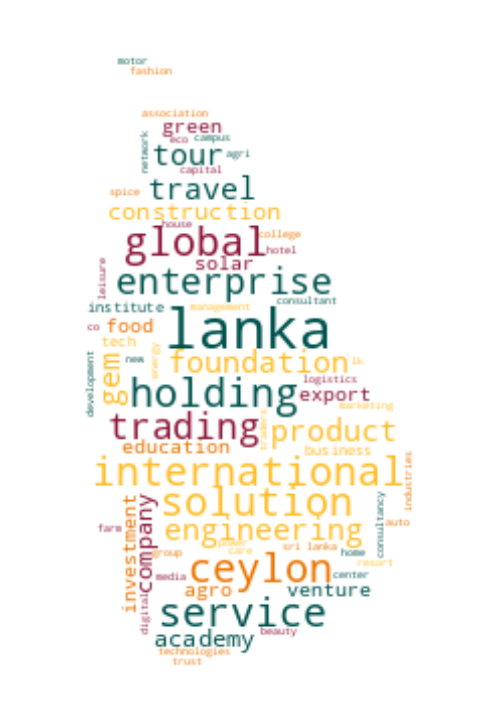 motor
fashion
association
green
network
eco
campus
tour
agri
capital
spice
travel
construction
house
global
college
hotel
solar
leisure
enterprise
institute
management
consultant
lanka
co
food
tech
new
energy
foundation
lk
development
gem
holding
logistics
export
marketing
trading
traders
product
education
business
international
industries
solution
investment
company
consultancy
auto
farm
engineering
power
group
care
sri lanka
home
ceylon
resort
media
center
agro
venture
digital
service
beauty
academy
technologies
trust